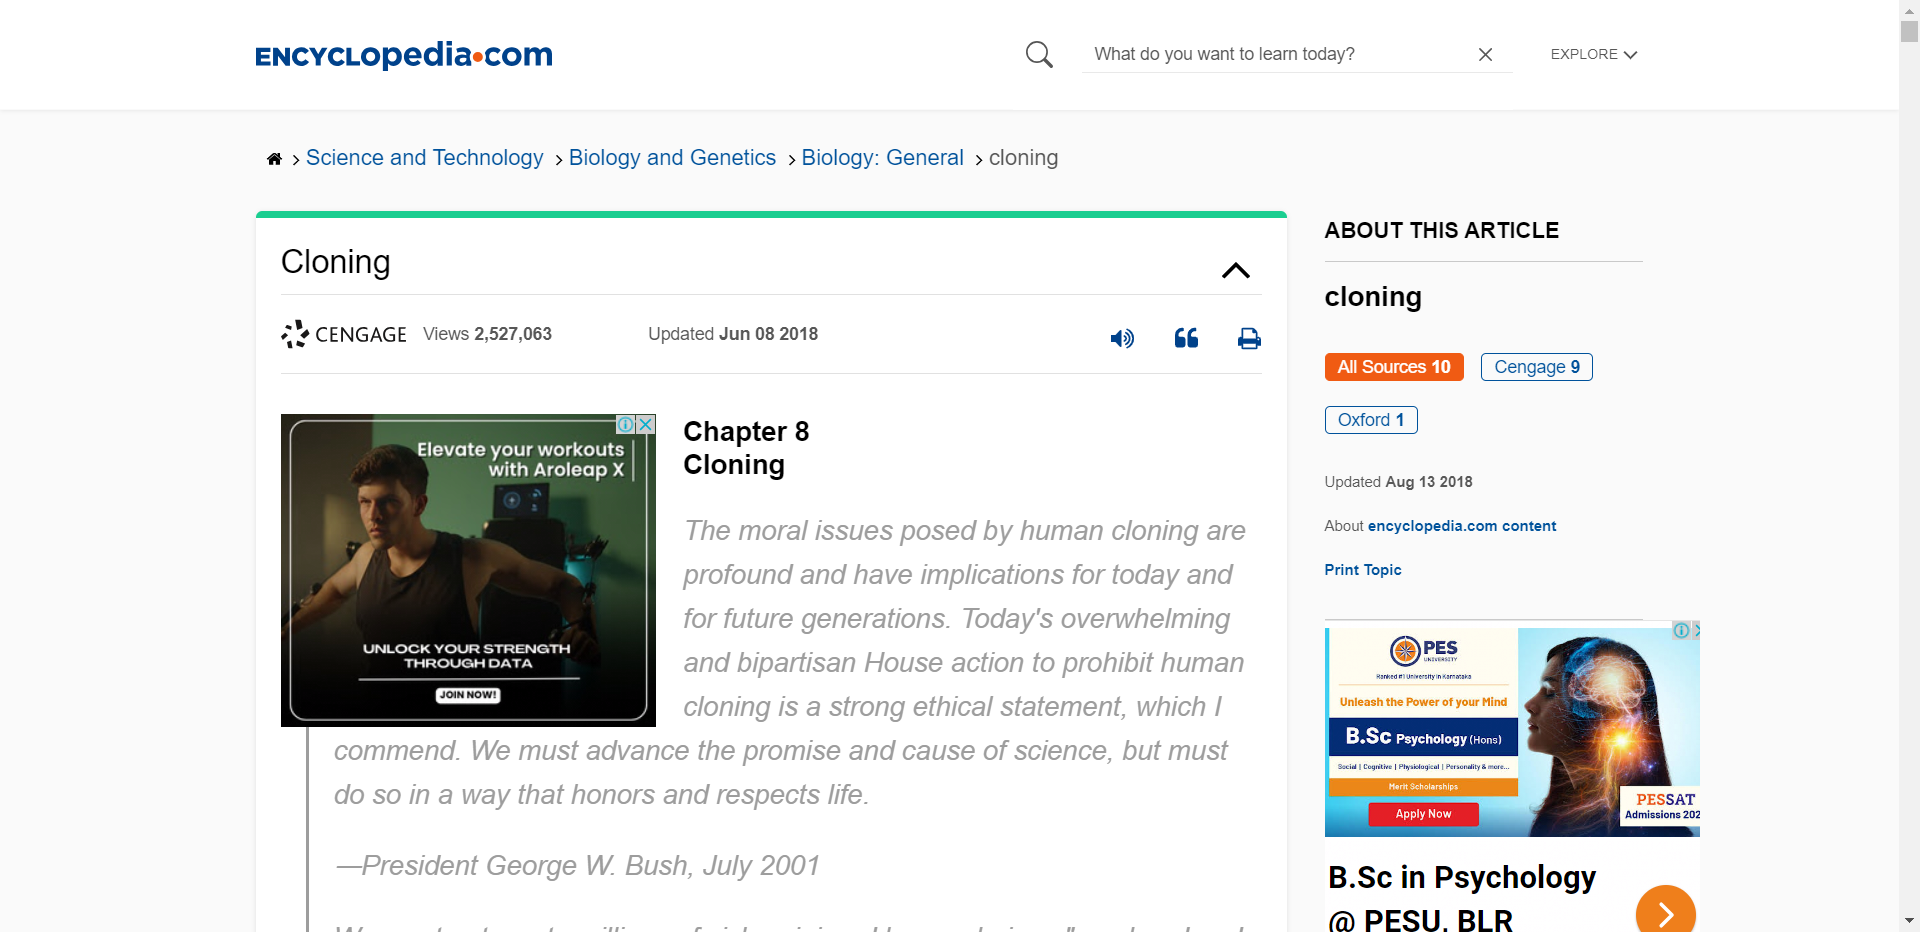 ENCYCLOpedia.com
What do you want to learn today?
EXPLORE
Science and Technology > Biology and Genetics > Biology: General > cloning
Cloning
CENGAGE Views 2,527,063 Updated Jun 08 2018
Elevate your workouts
with Aroleap X
UNLOCK YOUR STRENGTH
THROUGH DATA
JOIN NOW!
Chapter 8
Cloning
The moral issues posed by human cloning are
profound and have implications for today and
for future generations. Today's overwhelming
and bipartisan House action to prohibit human
cloning is a strong ethical statement, which I
commend. We must advance the promise and cause of science, but must
do so in a way that honors and respects life.
—President George W. Bush, July 2001
ABOUT THIS ARTICLE
cloning
All Sources 10
Cengage 9
Oxford 1
Updated Aug 13 2018
About encyclopedia.com content
Print Topic
PES
UNIVERSITY
Ranked #1 University in Karnataka
Unleash the Power of your Mind
B.Sc Psychology (Hons)
Social | Cognitive | Physiological | Personality & more...
Merit Scholarships
Apply Now
PESSAT
Admissions 202
B.Sc in Psychology
@ PESU, BLR